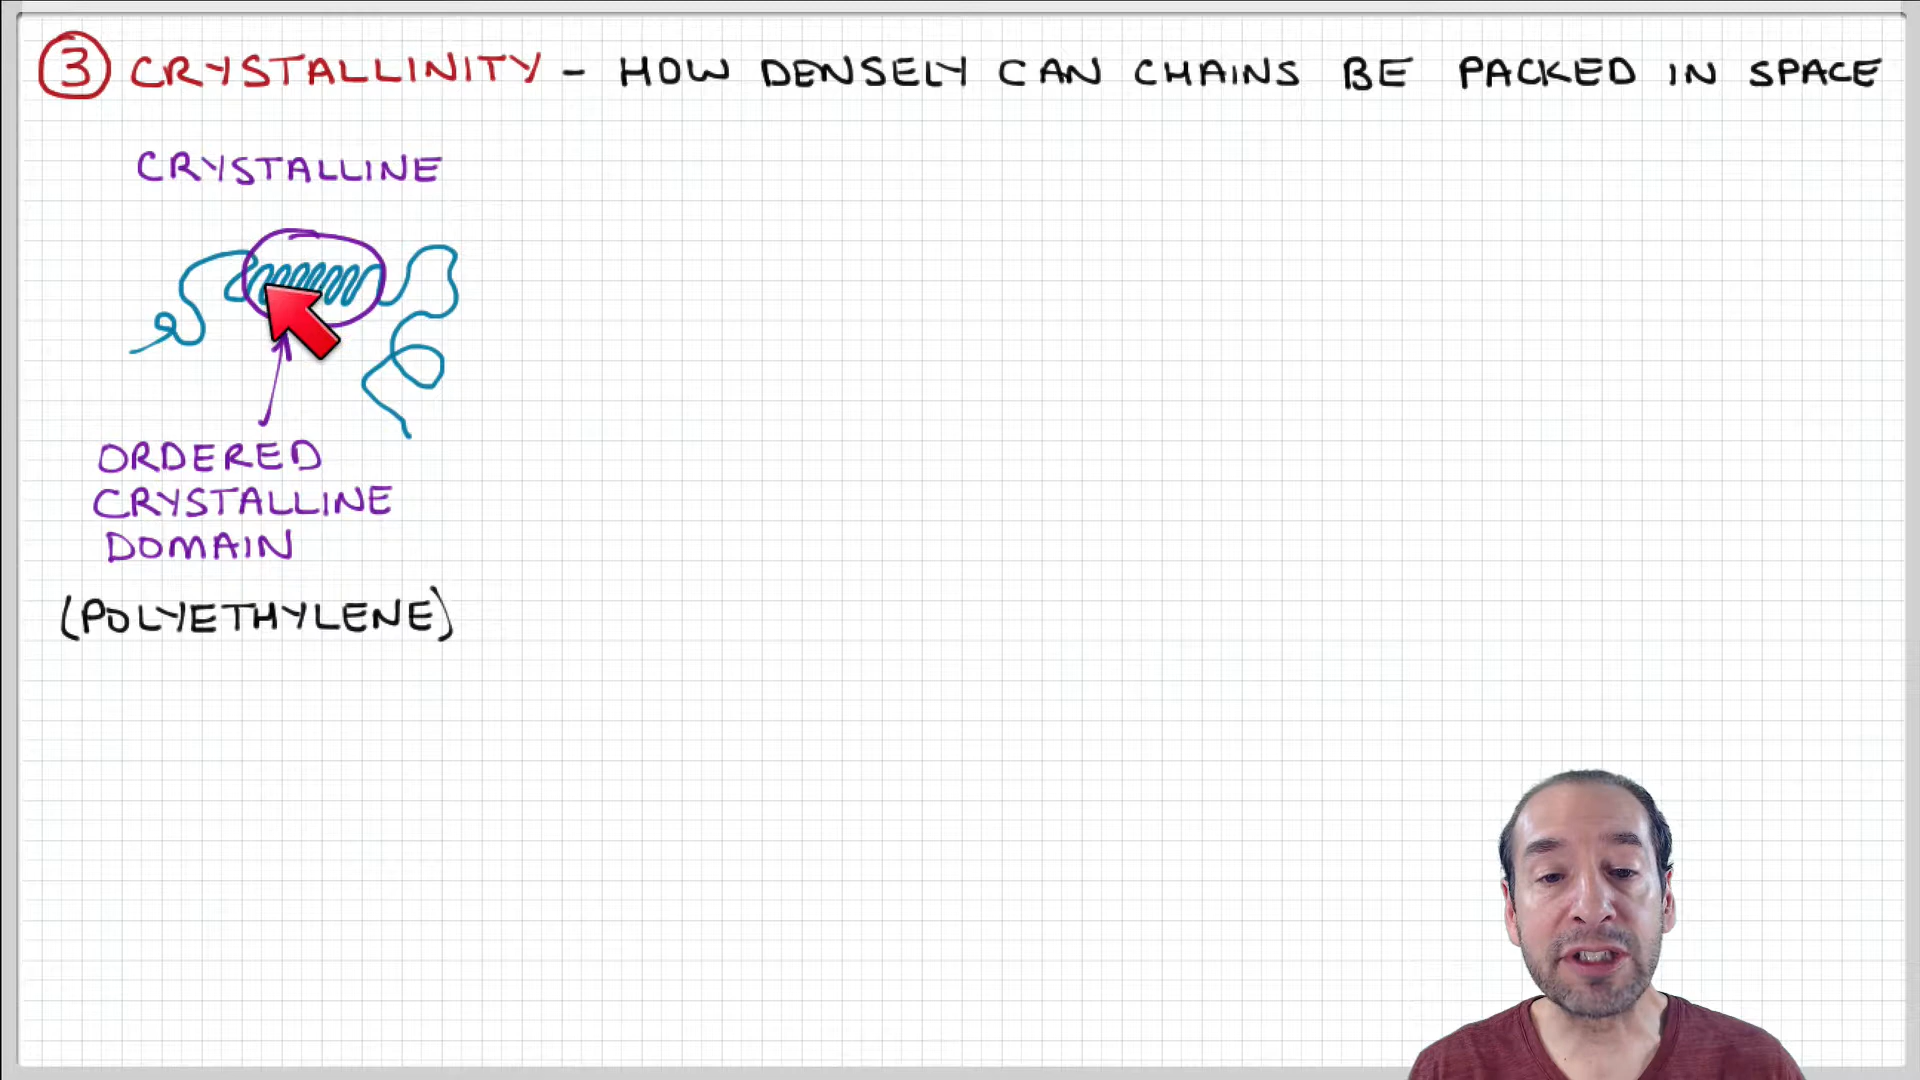 3 CRYSTALLINITY - HOW DENSELY CAN CHAINS BE PACKED IN SPACE
CRYSTALLINE
ORDERED
CRYSTALLINE
DOMAIN
(POLYETHYLENE)